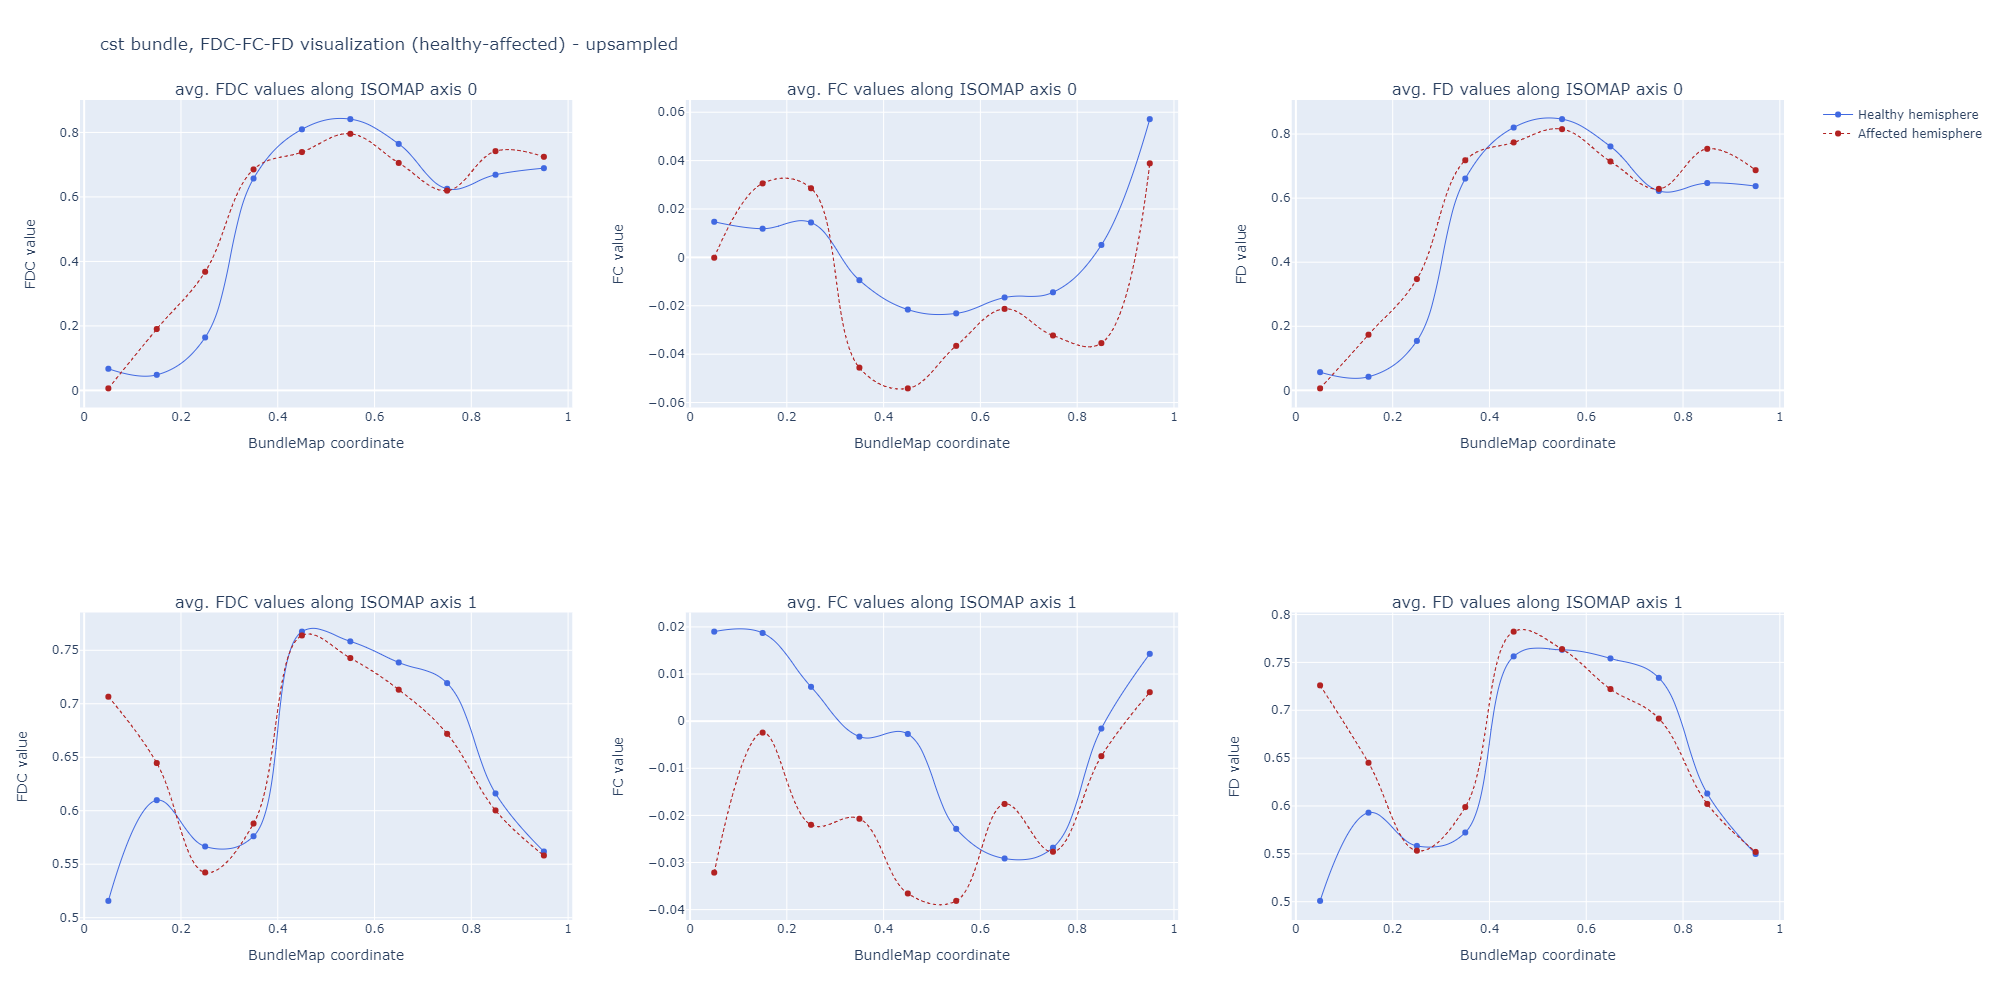 cst bundle, FDC-FC-FD visualization (healthy-affected) - upsampled
avg. FDC values along ISOMAP axis 0
avg. FC values along ISOMAP axis 0
avg. FD values along ISOMAP axis 0
Healthy hemisphere
Affected hemisphere
FDC value
0.8
0.6
0.4
0.2
0
0 0.2 0.4 0.6 0.8 1
BundleMap coordinate
FC value
0.06
0.04
0.02
0
−0.02
−0.04
−0.06
0 0.2 0.4 0.6 0.8 1
BundleMap coordinate
FD value
0.8
0.6
0.4
0.2
0
0 0.2 0.4 0.6 0.8 1
BundleMap coordinate
avg. FDC values along ISOMAP axis 1
avg. FC values along ISOMAP axis 1
avg. FD values along ISOMAP axis 1
FDC value
0.75
0.7
0.65
0.6
0.55
0.5
0 0.2 0.4 0.6 0.8 1
BundleMap coordinate
FC value
0.02
0.01
0
−0.01
−0.02
−0.03
−0.04
0 0.2 0.4 0.6 0.8 1
BundleMap coordinate
FD value
0.8
0.75
0.7
0.65
0.6
0.55
0.5
0 0.2 0.4 0.6 0.8 1
BundleMap coordinate